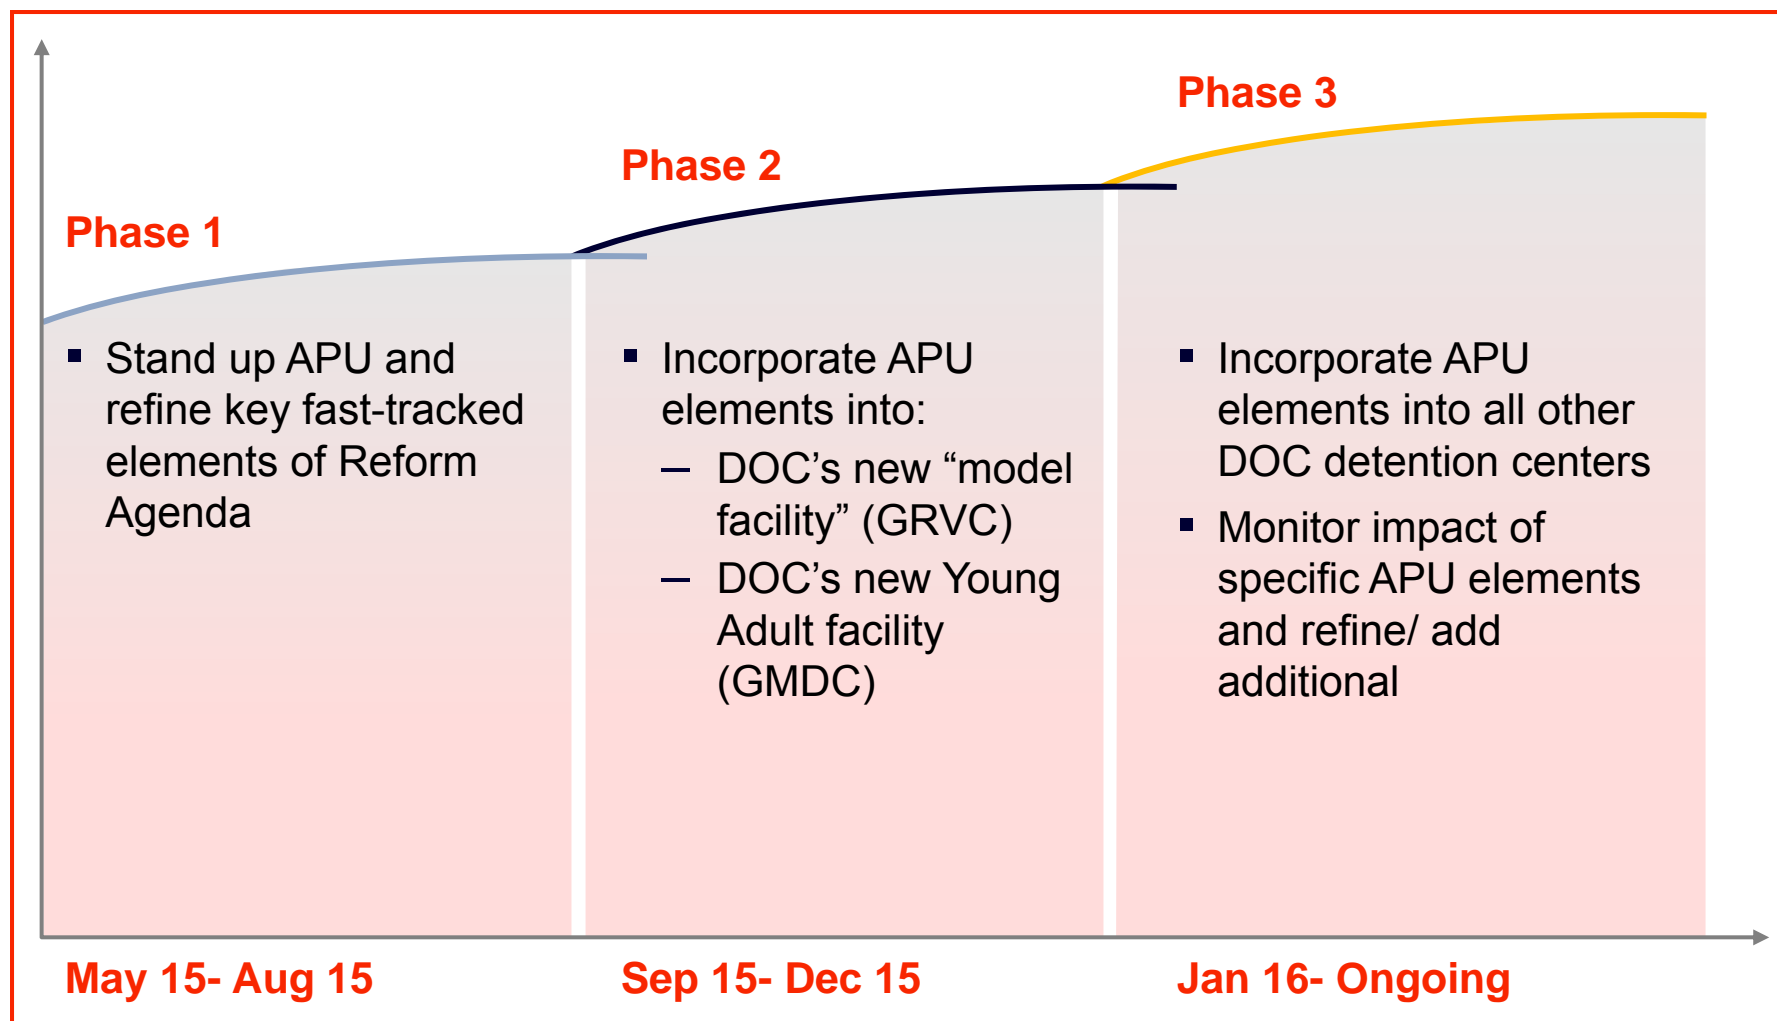 Phase 1
▪ Stand up APU and
refine key fast-tracked
elements of Reform
Agenda
May 15- Aug 15
Phase 2
▪ Incorporate APU
elements into:
– DOC’s new “model
facility” (GRVC)
– DOC’s new Young
Adult facility
(GMDC)
Sep 15- Dec 15
Phase 3
▪ Incorporate APU
elements into all other
DOC detention centers
▪ Monitor impact of
specific APU elements
and refine/ add
additional
Jan 16- Ongoing